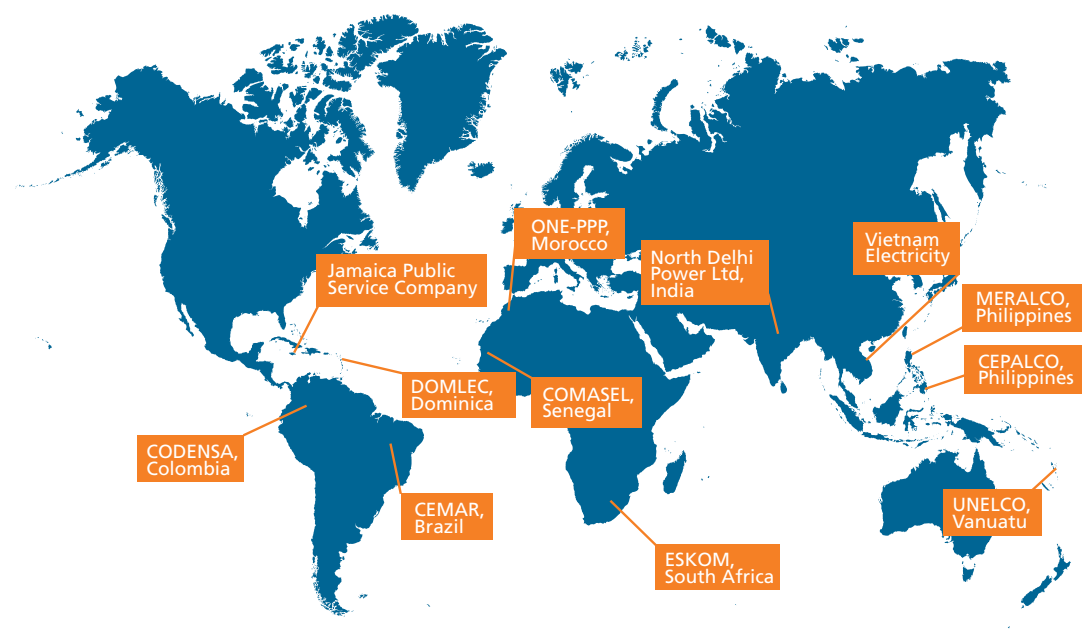 ONE-PPP,
Morocco
Vietnam
Electricity
North Delhi
Power Ltd,
India
Jamaica Public
Service Company
MERALCO,
Philippines
CEPALCO,
Philippines
DOMLEC,
Dominica
COMASEL,
Senegal
CODENSA,
Colombia
CEMAR,
Brazil
UNELCO,
Vanuatu
ESKOM,
South Africa